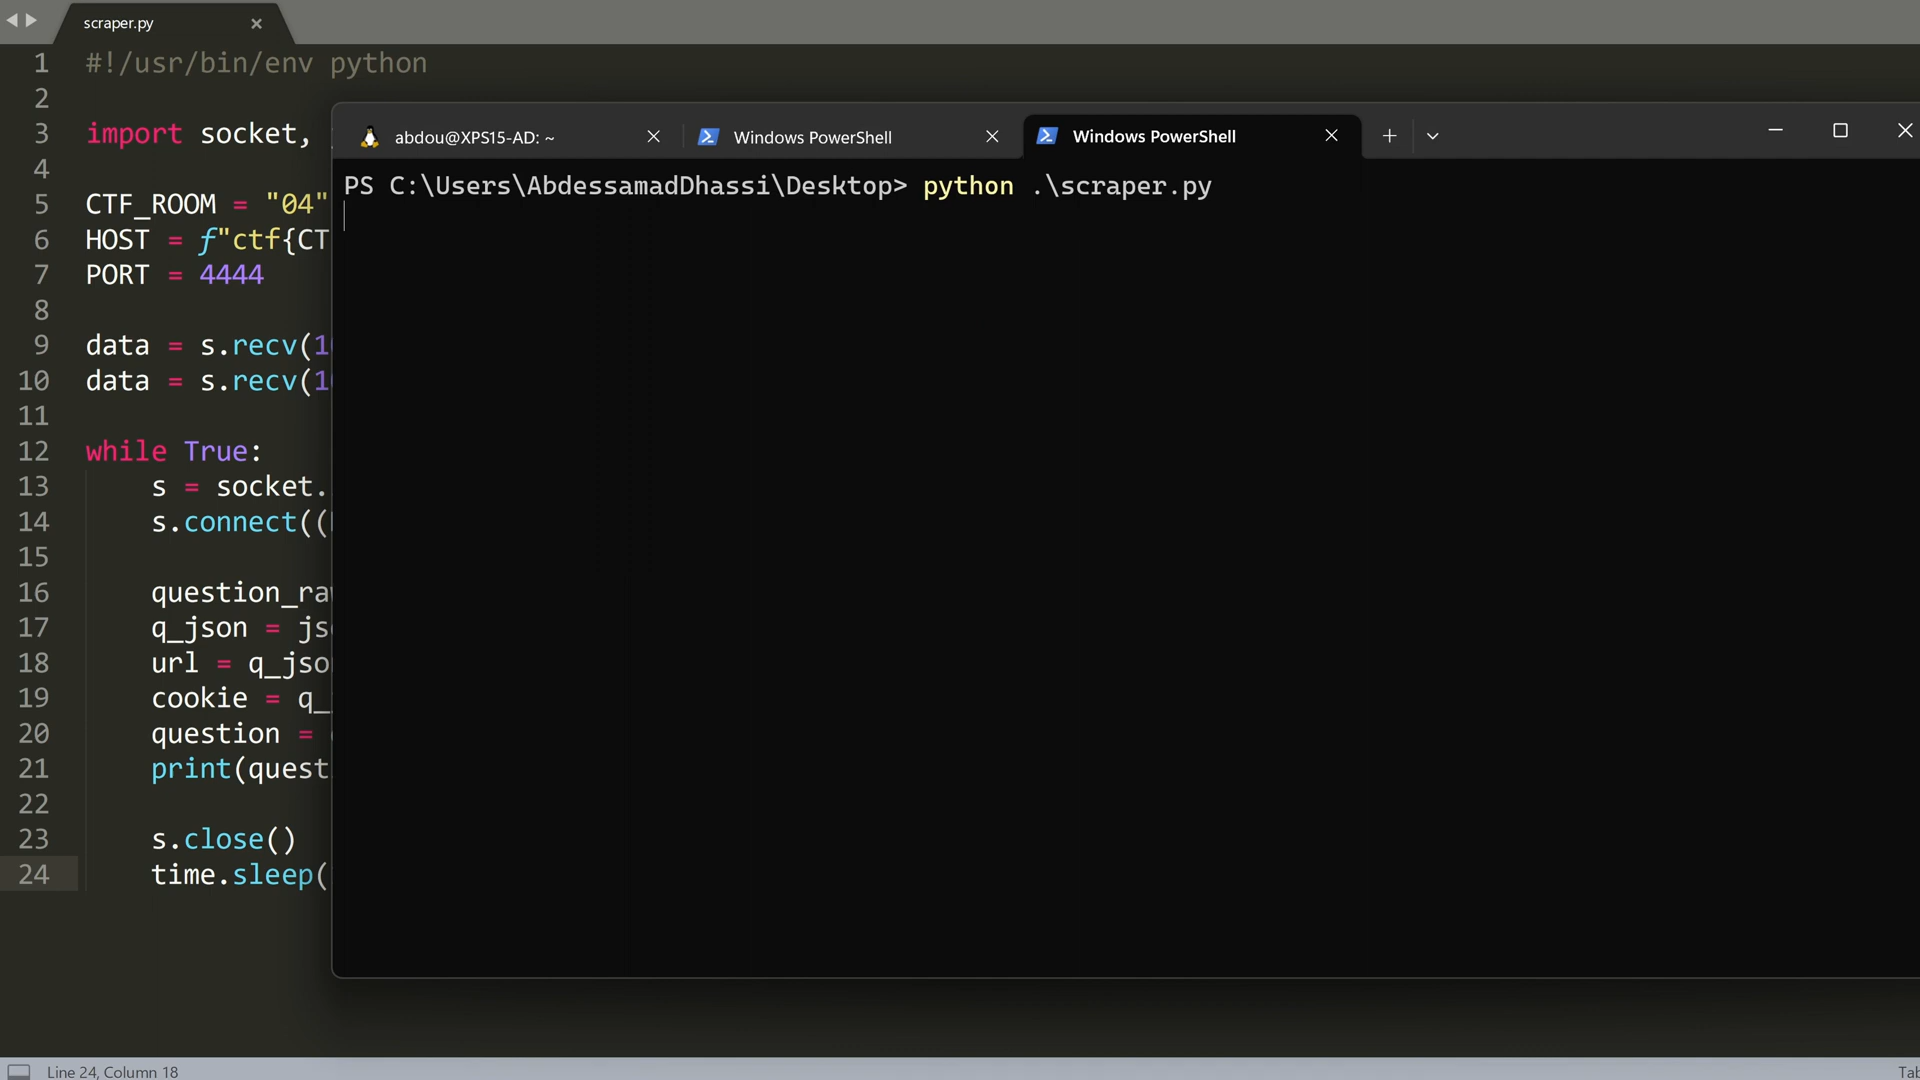 scraper.py
1 #!/usr/bin/env python
2
3 import socket,
4
5 CTF_ROOM = "04"
6 HOST = f"ctf{CT
7 PORT = 4444
8
9 data = s.recv(1
10 data = s.recv(1
11
12 while True:
13 s = socket.
14 s.connect((
15
16 question_ra
17 q_json = js
18 url = q_jso
19 cookie = q_
20 question =
21 print(quest
22
23 s.close()
24 time.sleep(
abdou@XPS15-AD: ~
Windows PowerShell
Windows PowerShell
PS C:\Users\AbdessamadDhassi\Desktop> python .\scraper.py
Line 24, Column 18
Tab